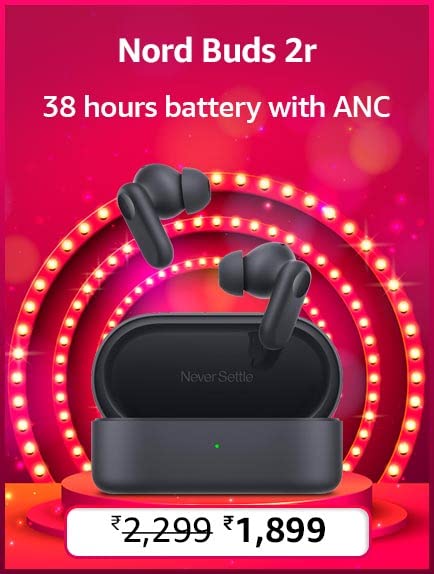 Nord Buds 2r
38 hours battery with ANC
Never Settle
₹2,299 ₹1,899